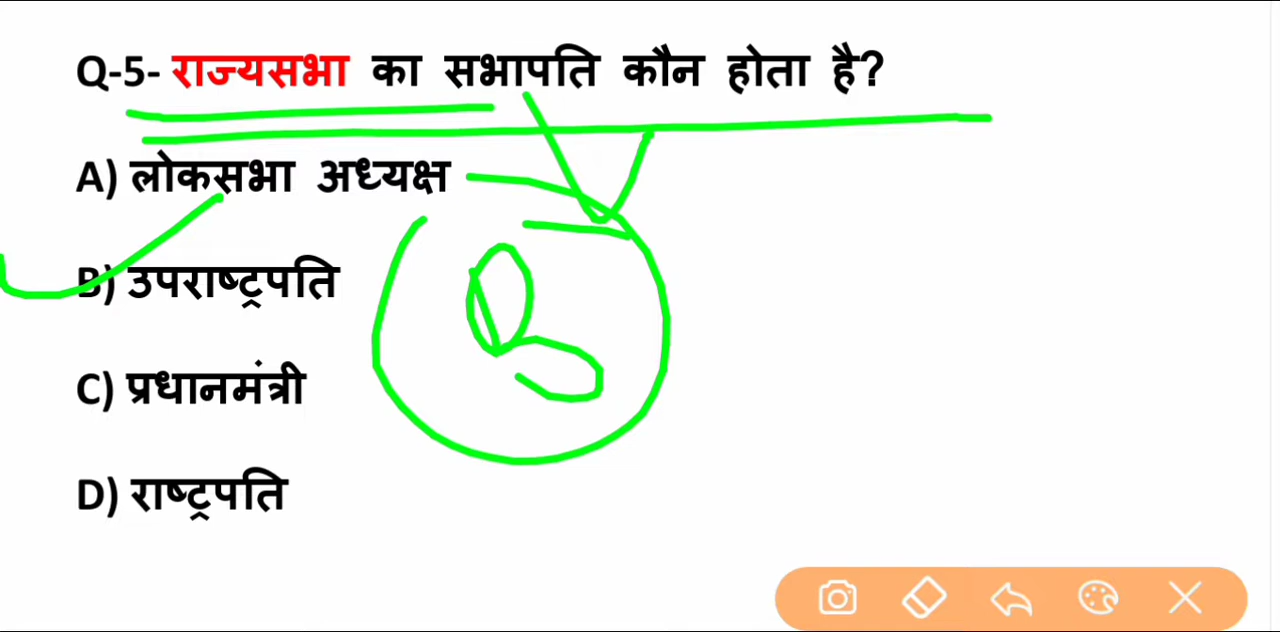 Q-5- राज्यसभा का सभापति कौन होता है?
A) लोकसभा अध्यक्ष
B) उपराष्ट्रपति
C) प्रधानमंत्री
D) राष्ट्रपति